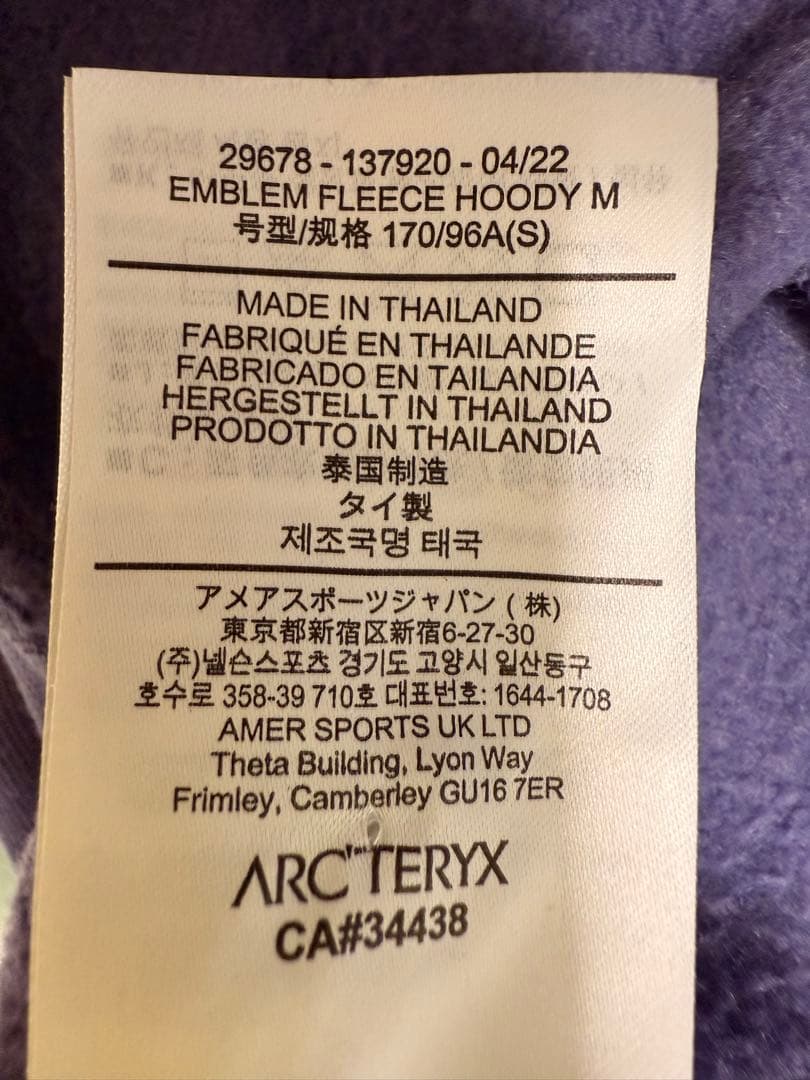 29678 - 137920 - 04/22
EMBLEM FLEECE HOODY M
号型/规格 170/96A(S)
MADE IN THAILAND
FABRIQUÉ EN THAILANDE
FABRICADO EN TAILANDIA
HERGESTELLT IN THAILAND
PRODOTTO IN THAILANDIA
泰国制造
タイ製
제조국명 태국
アメアスポーツジャパン ( 株)
東京都新宿区新宿6-27-30
(주)넬슨스포츠 경기도 고양시 일산동구
호수로 358-39 710호 대표번호: 1644-1708
AMER SPORTS UK LTD
Theta Building, Lyon Way
Frimley, Camberley GU16 7ER
ARC'TERYX
CA#34438